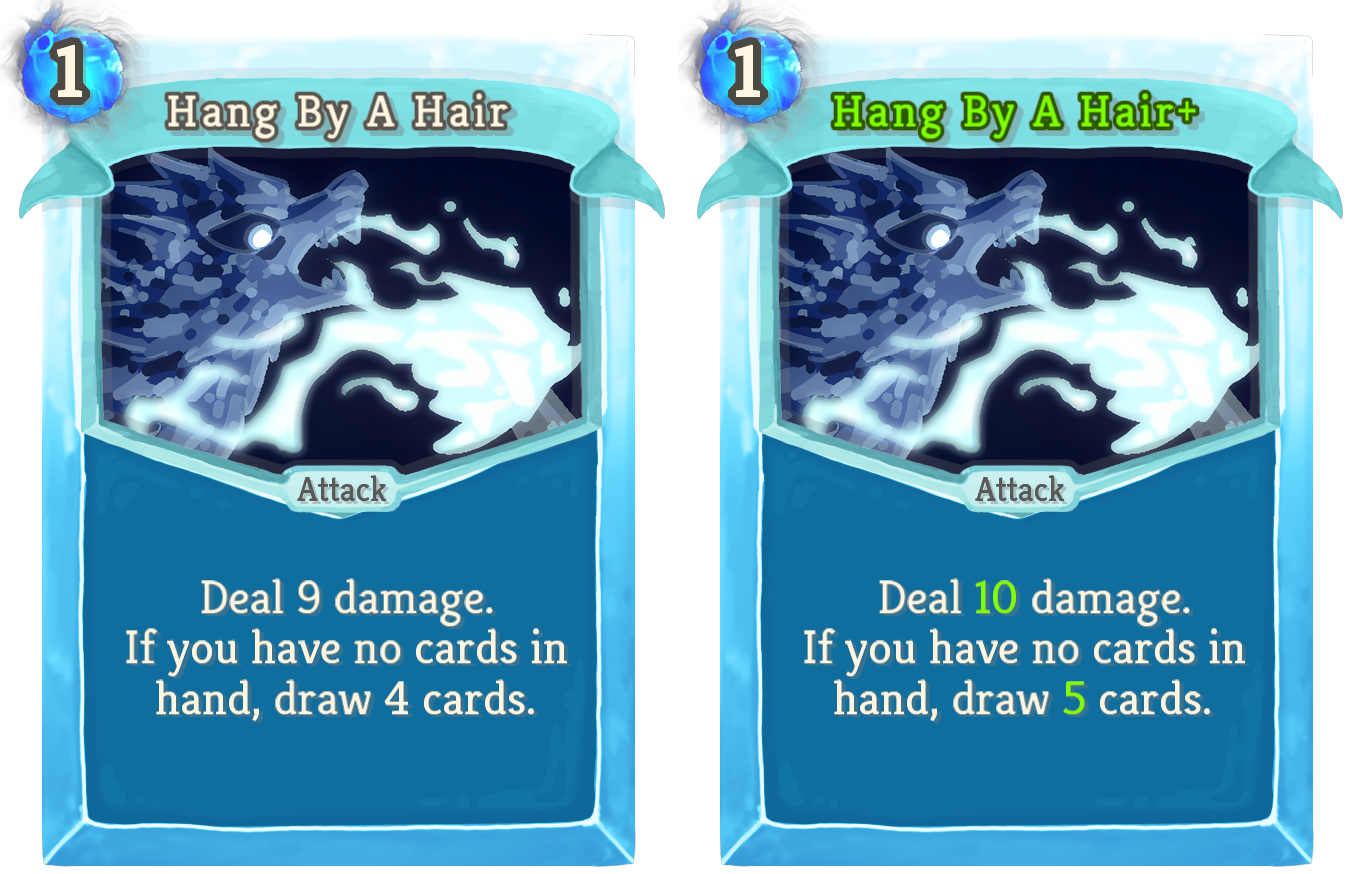 1
Hang By A Hair
Attack
Deal 9 damage.
If you have no cards in
hand, draw 4 cards.
1
Hang By A Hair+
Attack
Deal 10 damage.
If you have no cards in
hand, draw 5 cards.